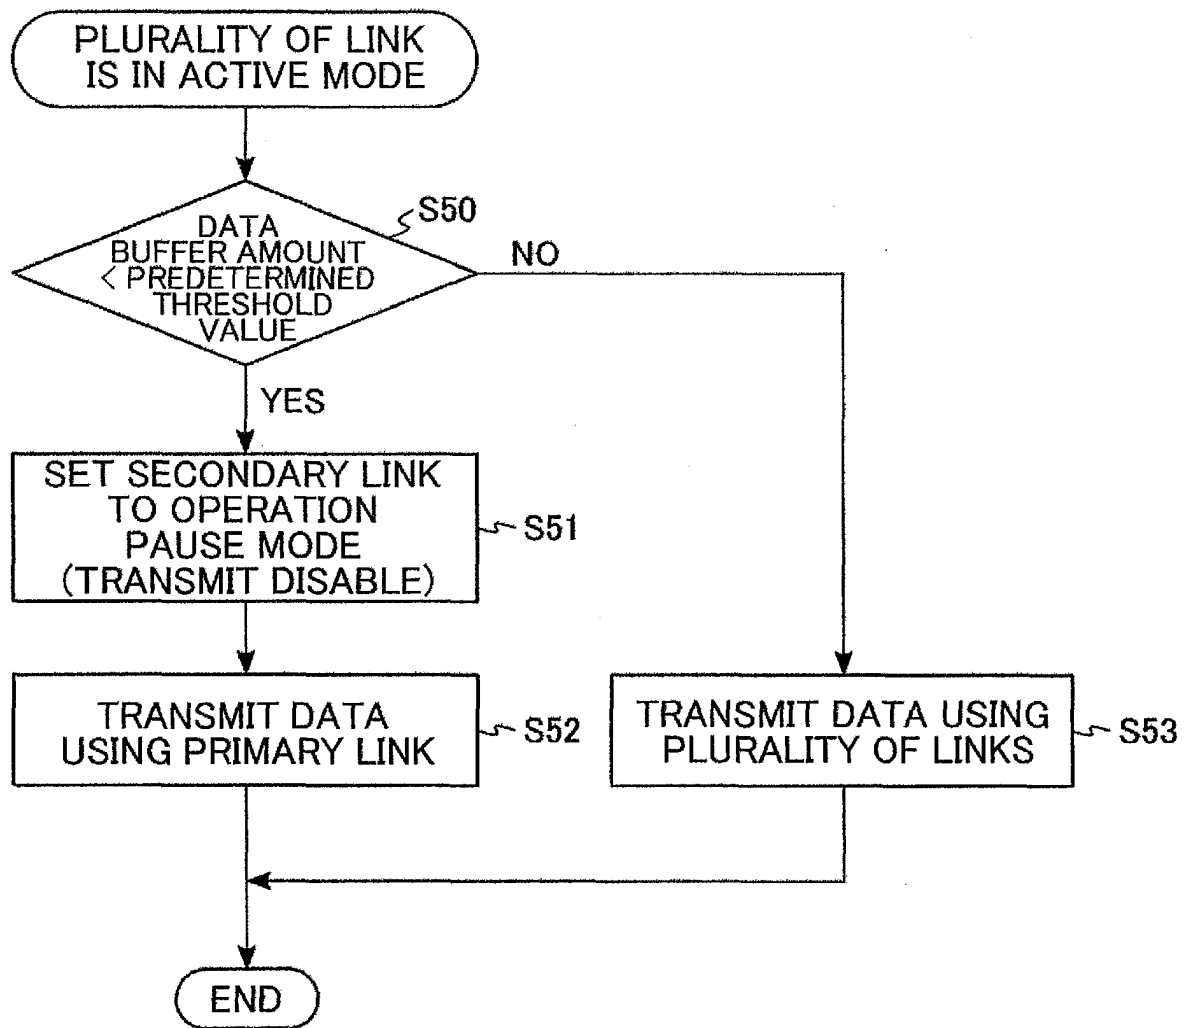 PLURALITY OF LINK
IS IN ACTIVE MODE
S50
DATA
BUFFER AMOUNT
< PREDETERMINED
THRESHOLD
VALUE
NO
YES
SET SECONDARY LINK
TO OPERATION
PAUSE MODE
(TRANSMIT DISABLE)
S51
TRANSMIT DATA
USING PRIMARY LINK
S52
TRANSMIT DATA USING
PLURALITY OF LINKS
S53
END